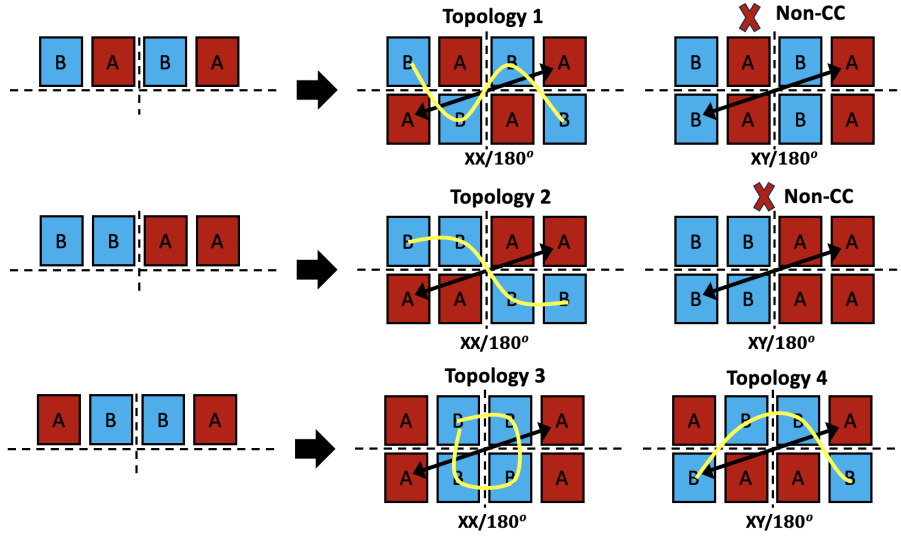 Topology 1
Non-CC
B A B A
B A B A
B A B A
A B A B
B A B A
XX/180°
XY/180°
Topology 2
Non-CC
B B A A
B B A A
B B A A
A A B B
B B A A
XX/180°
XY/180°
Topology 3
Topology 4
A B B A
A B B A
A B B A
A B B A
B A A B
XX/180°
XY/180°